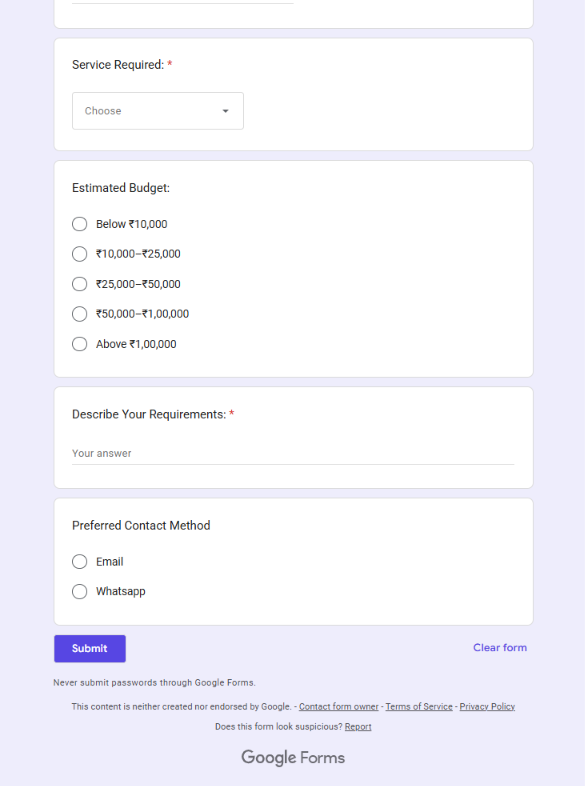 Service Required: *
Choose
Estimated Budget:
Below ₹10,000
₹10,000–₹25,000
₹25,000–₹50,000
₹50,000–₹1,00,000
Above ₹1,00,000
Describe Your Requirements: *
Your answer
Preferred Contact Method
Email
Whatsapp
Submit
Clear form
Never submit passwords through Google Forms.
This content is neither created nor endorsed by Google. - Contact form owner - Terms of Service - Privacy Policy
Does this form look suspicious? Report
Google Forms